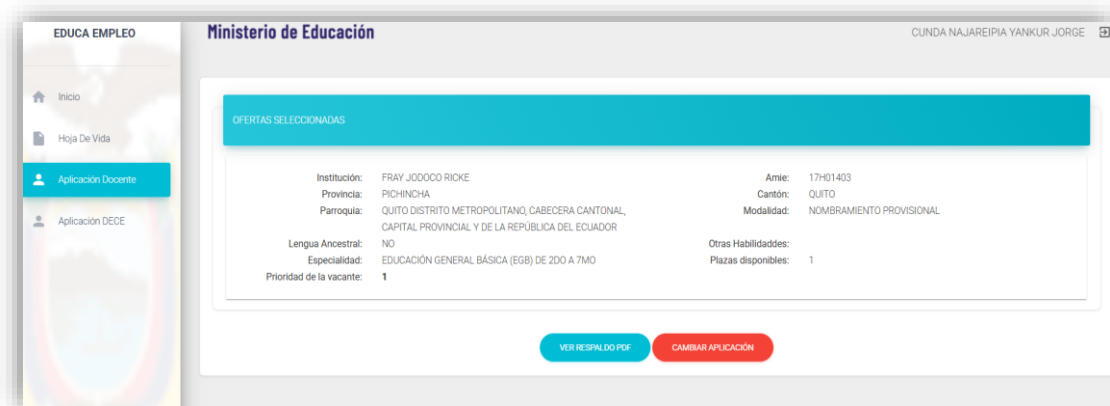 EDUCA EMPLEO
Ministerio de Educación
CUNDA NAJAREIPIA YANKUR JORGE
Inicio
Hoja De Vida
Aplicación Docente
Aplicación DECE
OFERTAS SELECCIONADAS
Institución: FRAY JODOCO RICKE Amie: 17H01403
Provincia: PICHINCHA Cantón: QUITO
Parroquia: QUITO DISTRITO METROPOLITANO, CABECERA CANTONAL, Modalidad: NOMBRAMIENTO PROVISIONAL
CAPITAL PROVINCIAL Y DE LA REPÚBLICA DEL ECUADOR
Lengua Ancestral: NO Otras Habilidaddes:
Especialidad: EDUCACIÓN GENERAL BÁSICA (EGB) DE 2DO A 7MO Plazas disponibles: 1
Prioridad de la vacante: 1
VER RESPALDO PDF CAMBIAR APLICACIÓN